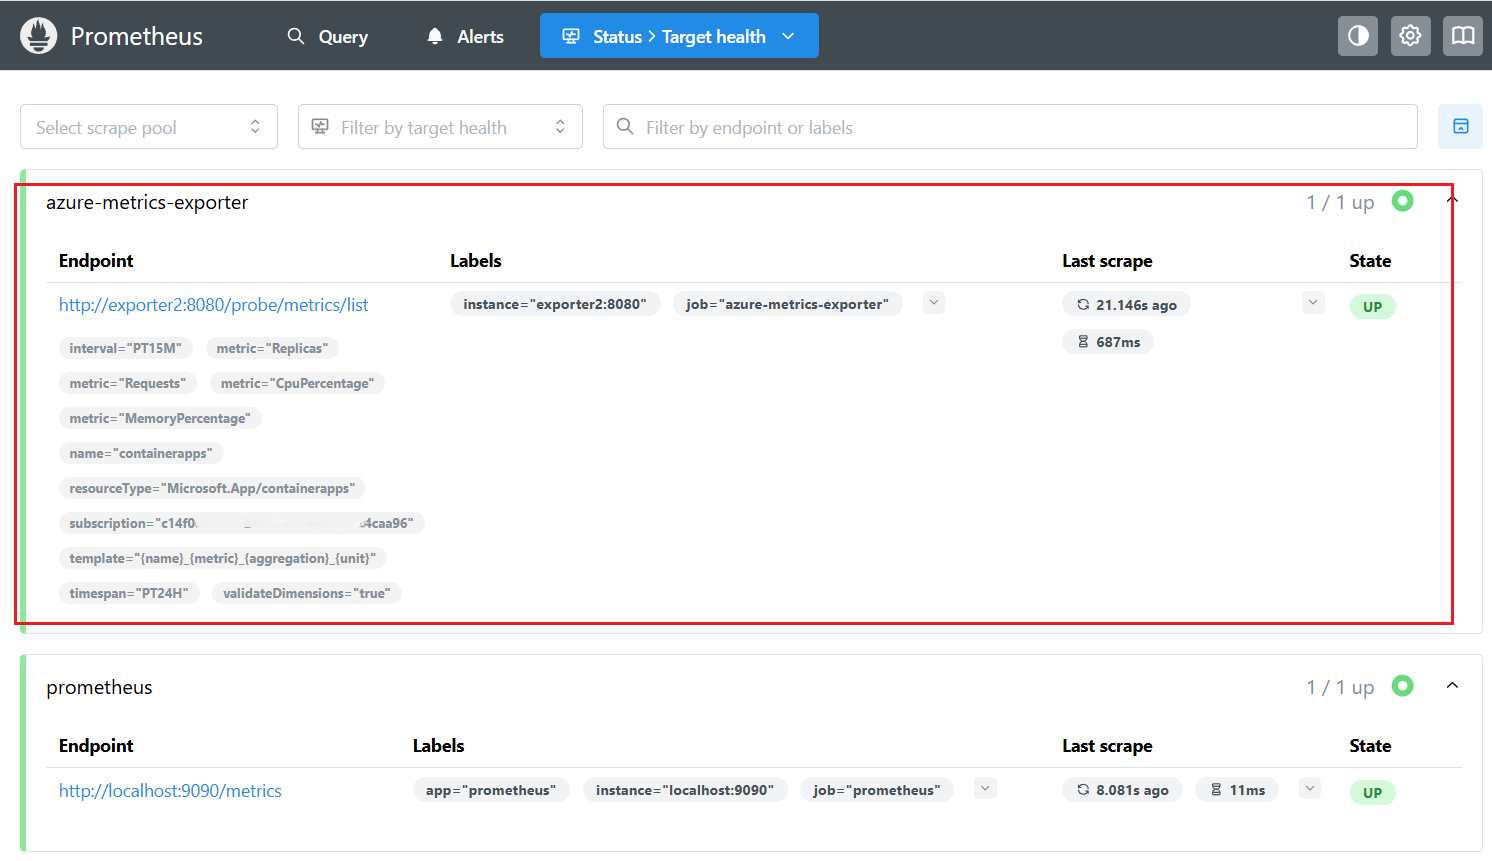 Prometheus Query Alerts Status > Target health
Select scrape pool Filter by target health Filter by endpoint or labels
azure-metrics-exporter 1 / 1 up
Endpoint Labels Last scrape State
http://exporter2:8080/probe/metrics/list instance="exporter2:8080" job="azure-metrics-exporter" 21.146s ago UP
687ms
interval="PT15M" metric="Replicas"
metric="Requests" metric="CpuPercentage"
metric="MemoryPercentage"
name="containerapps"
resourceType="Microsoft.App/containerapps"
subscription="c14f0 4caa96"
template="{name}_{metric}_{aggregation}_{unit}"
timespan="PT24H" validateDimensions="true"
prometheus 1 / 1 up
Endpoint Labels Last scrape State
http://localhost:9090/metrics app="prometheus" instance="localhost:9090" job="prometheus" 8.081s ago 11ms UP